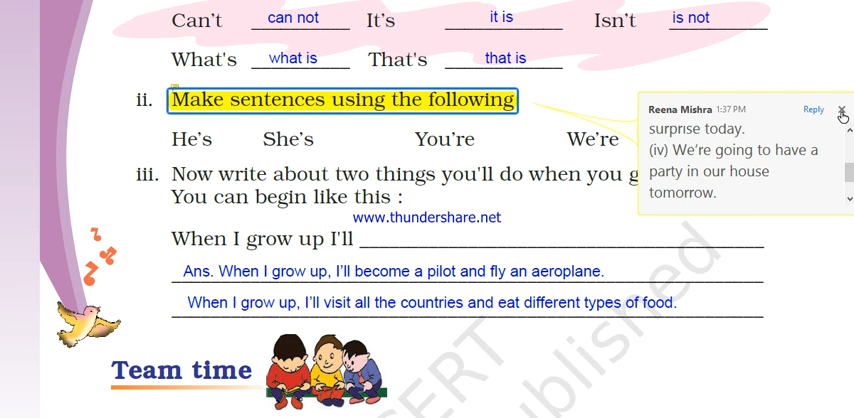 Can't can not It's it is Isn't is not
What's what is That's that is
ii. Make sentences using the following
He's She's You're We're
iii. Now write about two things you'll do when you g
You can begin like this :
www.thundershare.net
When I grow up I'll
Ans. When I grow up, I'll become a pilot and fly an aeroplane.
When I grow up, I'll visit all the countries and eat different types of food.
Team time
Reena Mishra 1:37 PM Reply
surprise today.
(iv) We're going to have a
party in our house
tomorrow.
ERT
ublished